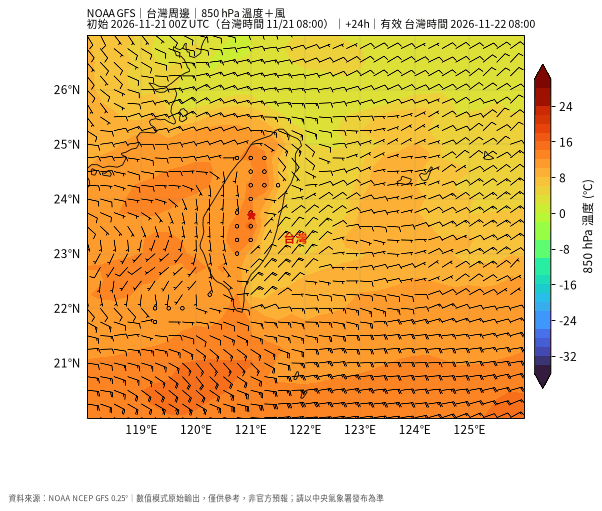 NOAA GFS｜台灣周邊｜850 hPa 溫度＋風
初始 2026-11-21 00Z UTC（台灣時間 11/21 08:00）｜+24h｜有效 台灣時間 2026-11-22 08:00
26°N
25°N
24°N
23°N
22°N
21°N
119°E 120°E 121°E 122°E 123°E 124°E 125°E
台灣
24
16
8
0
-8
-16
-24
-32
850 hPa 溫度 (°C)
資料來源：NOAA NCEP GFS 0.25°｜數值模式原始輸出，僅供參考，非官方預報；請以中央氣象署發布為準